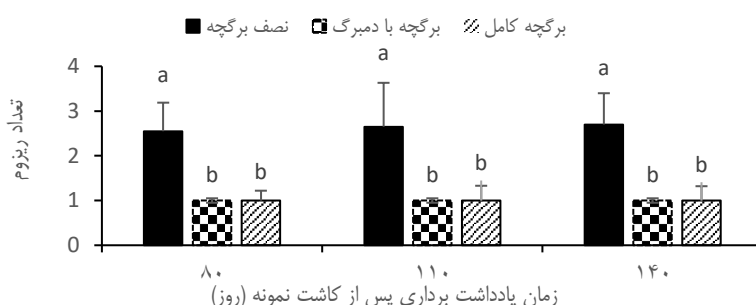 نصف برگچه برگچه با دمبرگ برگچه کامل
4
3
2
1
0
a b b a b b a b b
۸۰ ۱۱۰ ۱۴۰
تعداد ریزوم
زمان یادداشت برداری پس از کاشت نمونه (روز)